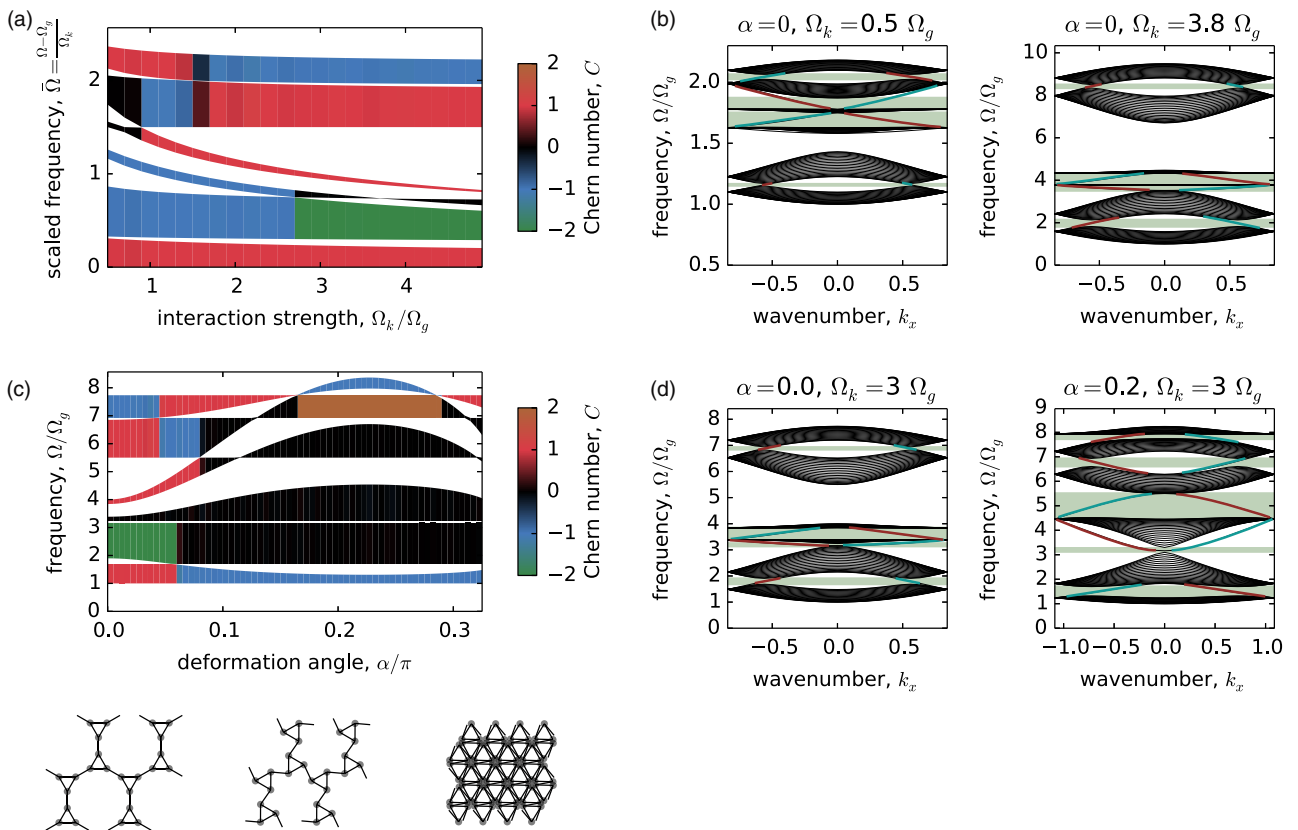 (a)
scaled frequency, Ω̄ = (Ω−Ω_g)/Ω_k
2
1
0
1 2 3 4
interaction strength, Ω_k/Ω_g
2
1
0
−1
−2
Chern number, C
(b)
α=0, Ω_k=0.5 Ω_g
frequency, Ω/Ω_g
2.0
1.5
1.0
0.5
−0.5 0.0 0.5
wavenumber, k_x
α=0, Ω_k=3.8 Ω_g
frequency, Ω/Ω_g
10
8
6
4
2
0
−0.5 0.0 0.5
wavenumber, k_x
(c)
frequency, Ω/Ω_g
8
7
6
5
4
3
2
1
0
0.0 0.1 0.2 0.3
deformation angle, α/π
2
1
0
−1
−2
Chern number, C
(d)
α=0.0, Ω_k=3 Ω_g
frequency, Ω/Ω_g
8
7
6
5
4
3
2
1
0
−0.5 0.0 0.5
wavenumber, k_x
α=0.2, Ω_k=3 Ω_g
frequency, Ω/Ω_g
9
8
7
6
5
4
3
2
1
0
−1.0 −0.5 0.0 0.5 1.0
wavenumber, k_x